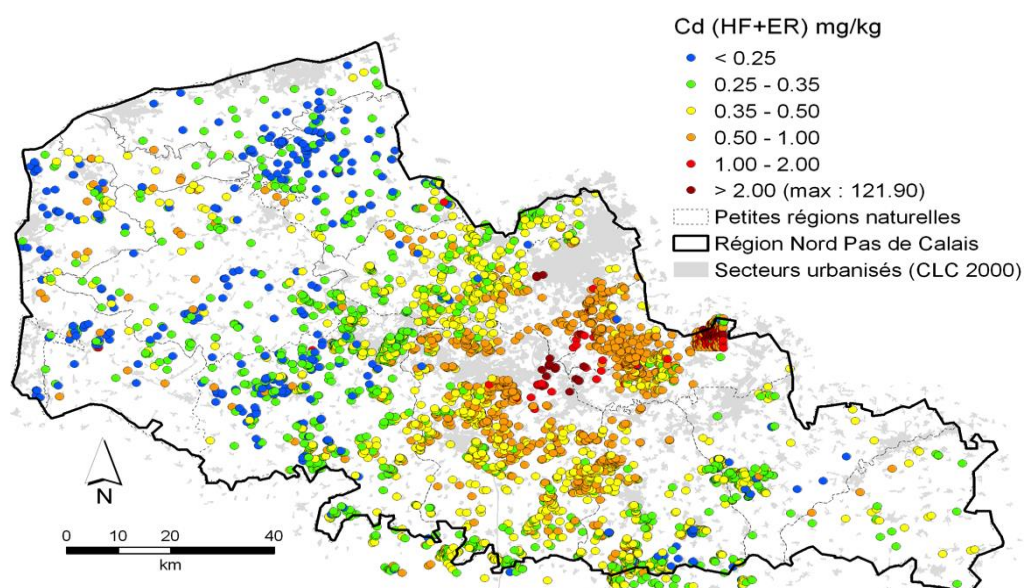 Cd (HF+ER) mg/kg
< 0.25
0.25 - 0.35
0.35 - 0.50
0.50 - 1.00
1.00 - 2.00
> 2.00 (max : 121.90)
Petites régions naturelles
Région Nord Pas de Calais
Secteurs urbanisés (CLC 2000)
N
0 10 20 40
km